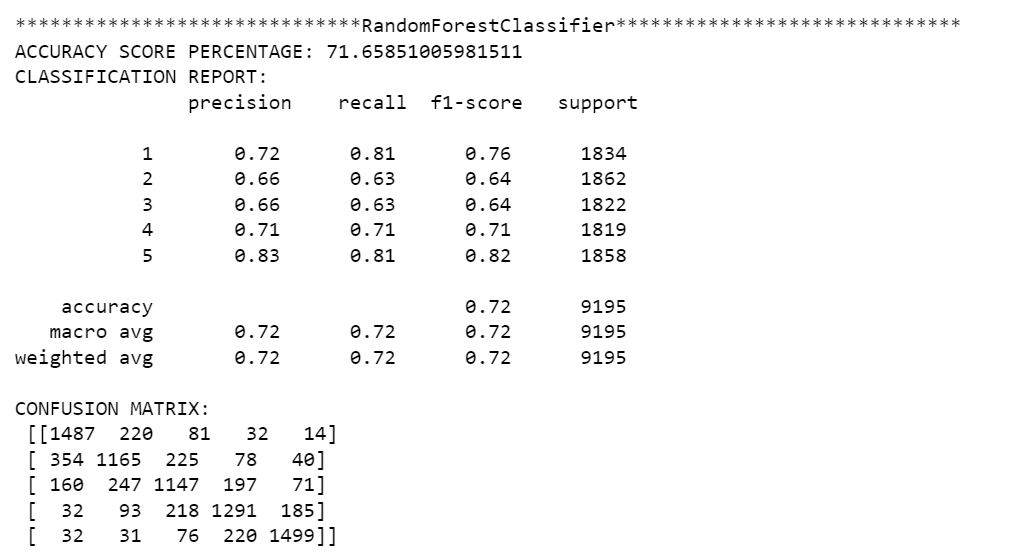 ******************************RandomForestClassifier******************************
ACCURACY SCORE PERCENTAGE: 71.65851005981511
CLASSIFICATION REPORT:
              precision    recall  f1-score   support

           1       0.72      0.81      0.76      1834
           2       0.66      0.63      0.64      1862
           3       0.66      0.63      0.64      1822
           4       0.71      0.71      0.71      1819
           5       0.83      0.81      0.82      1858

    accuracy                           0.72      9195
   macro avg       0.72      0.72      0.72      9195
weighted avg       0.72      0.72      0.72      9195

CONFUSION MATRIX:
 [[1487  220   81   32   14]
 [ 354 1165  225   78   40]
 [ 160  247 1147  197   71]
 [  32   93  218 1291  185]
 [  32   31   76  220 1499]]